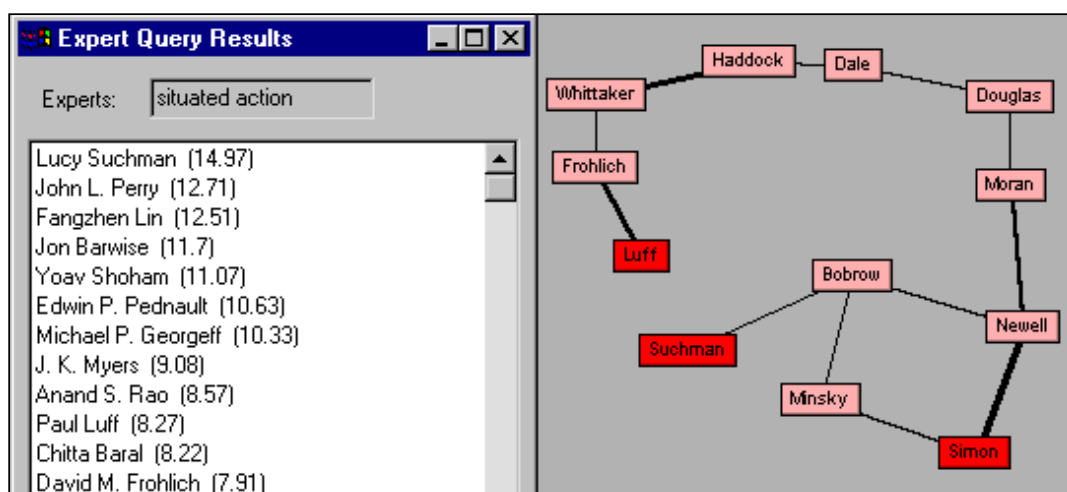 Expert Query Results
Experts: situated action
Lucy Suchman (14.97)
John L. Perry (12.71)
Fangzhen Lin (12.51)
Jon Barwise (11.7)
Yoav Shoham (11.07)
Edwin P. Pednault (10.63)
Michael P. Georgeff (10.33)
J. K. Myers (9.08)
Anand S. Rao (8.57)
Paul Luff (8.27)
Chitta Baral (8.22)
David M. Frohlich (7.91)
Haddock
Dale
Whittaker
Douglas
Frohlich
Moran
Luff
Bobrow
Newell
Suchman
Minsky
Simon